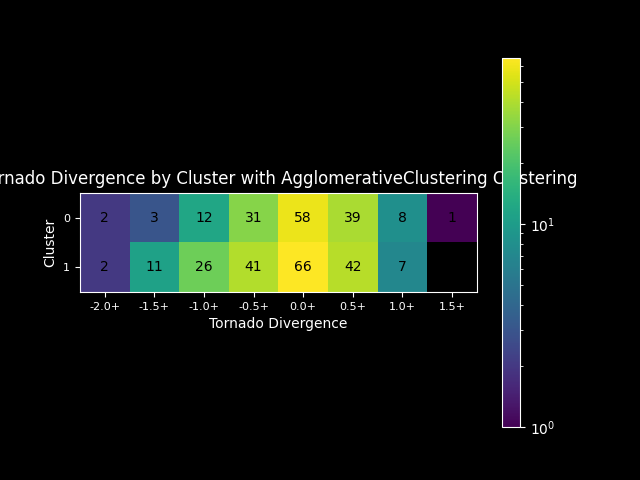 rnado Divergence by Cluster with AgglomerativeClustering C stering
0 2 3 12 31 58 39 8 1
1 2 11 26 41 66 42 7
Cluster
-2.0+ -1.5+ -1.0+ -0.5+ 0.0+ 0.5+ 1.0+ 1.5+
Tornado Divergence
10¹
10⁰